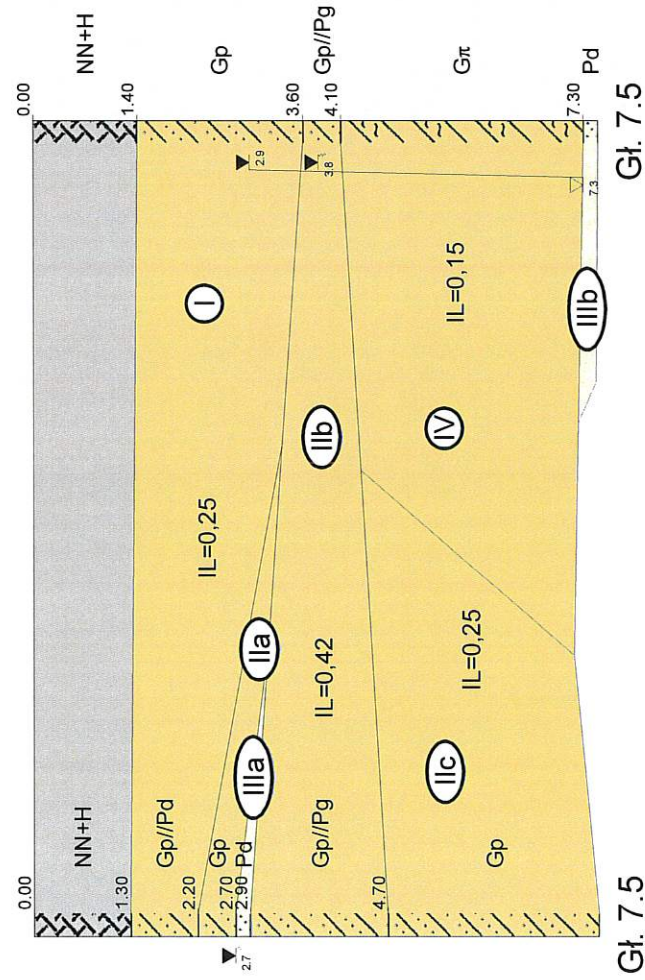 0.00
NN+H
1.30
Gp//Pd
2.20
Gp
2.70
Pd
2.90
2.7
Gp//Pg
4.70
Gp
Gł. 7.5
IL=0,25
I
IIa
IIIa
IL=0,42
IIb
IL=0,25
IIc
IV
IL=0,15
IIIb
0.00
NN+H
1.40
Gp
2.9
3.60
Gp//Pg
3.8
4.10
Gπ
7.30
Pd
7.3
Gł. 7.5